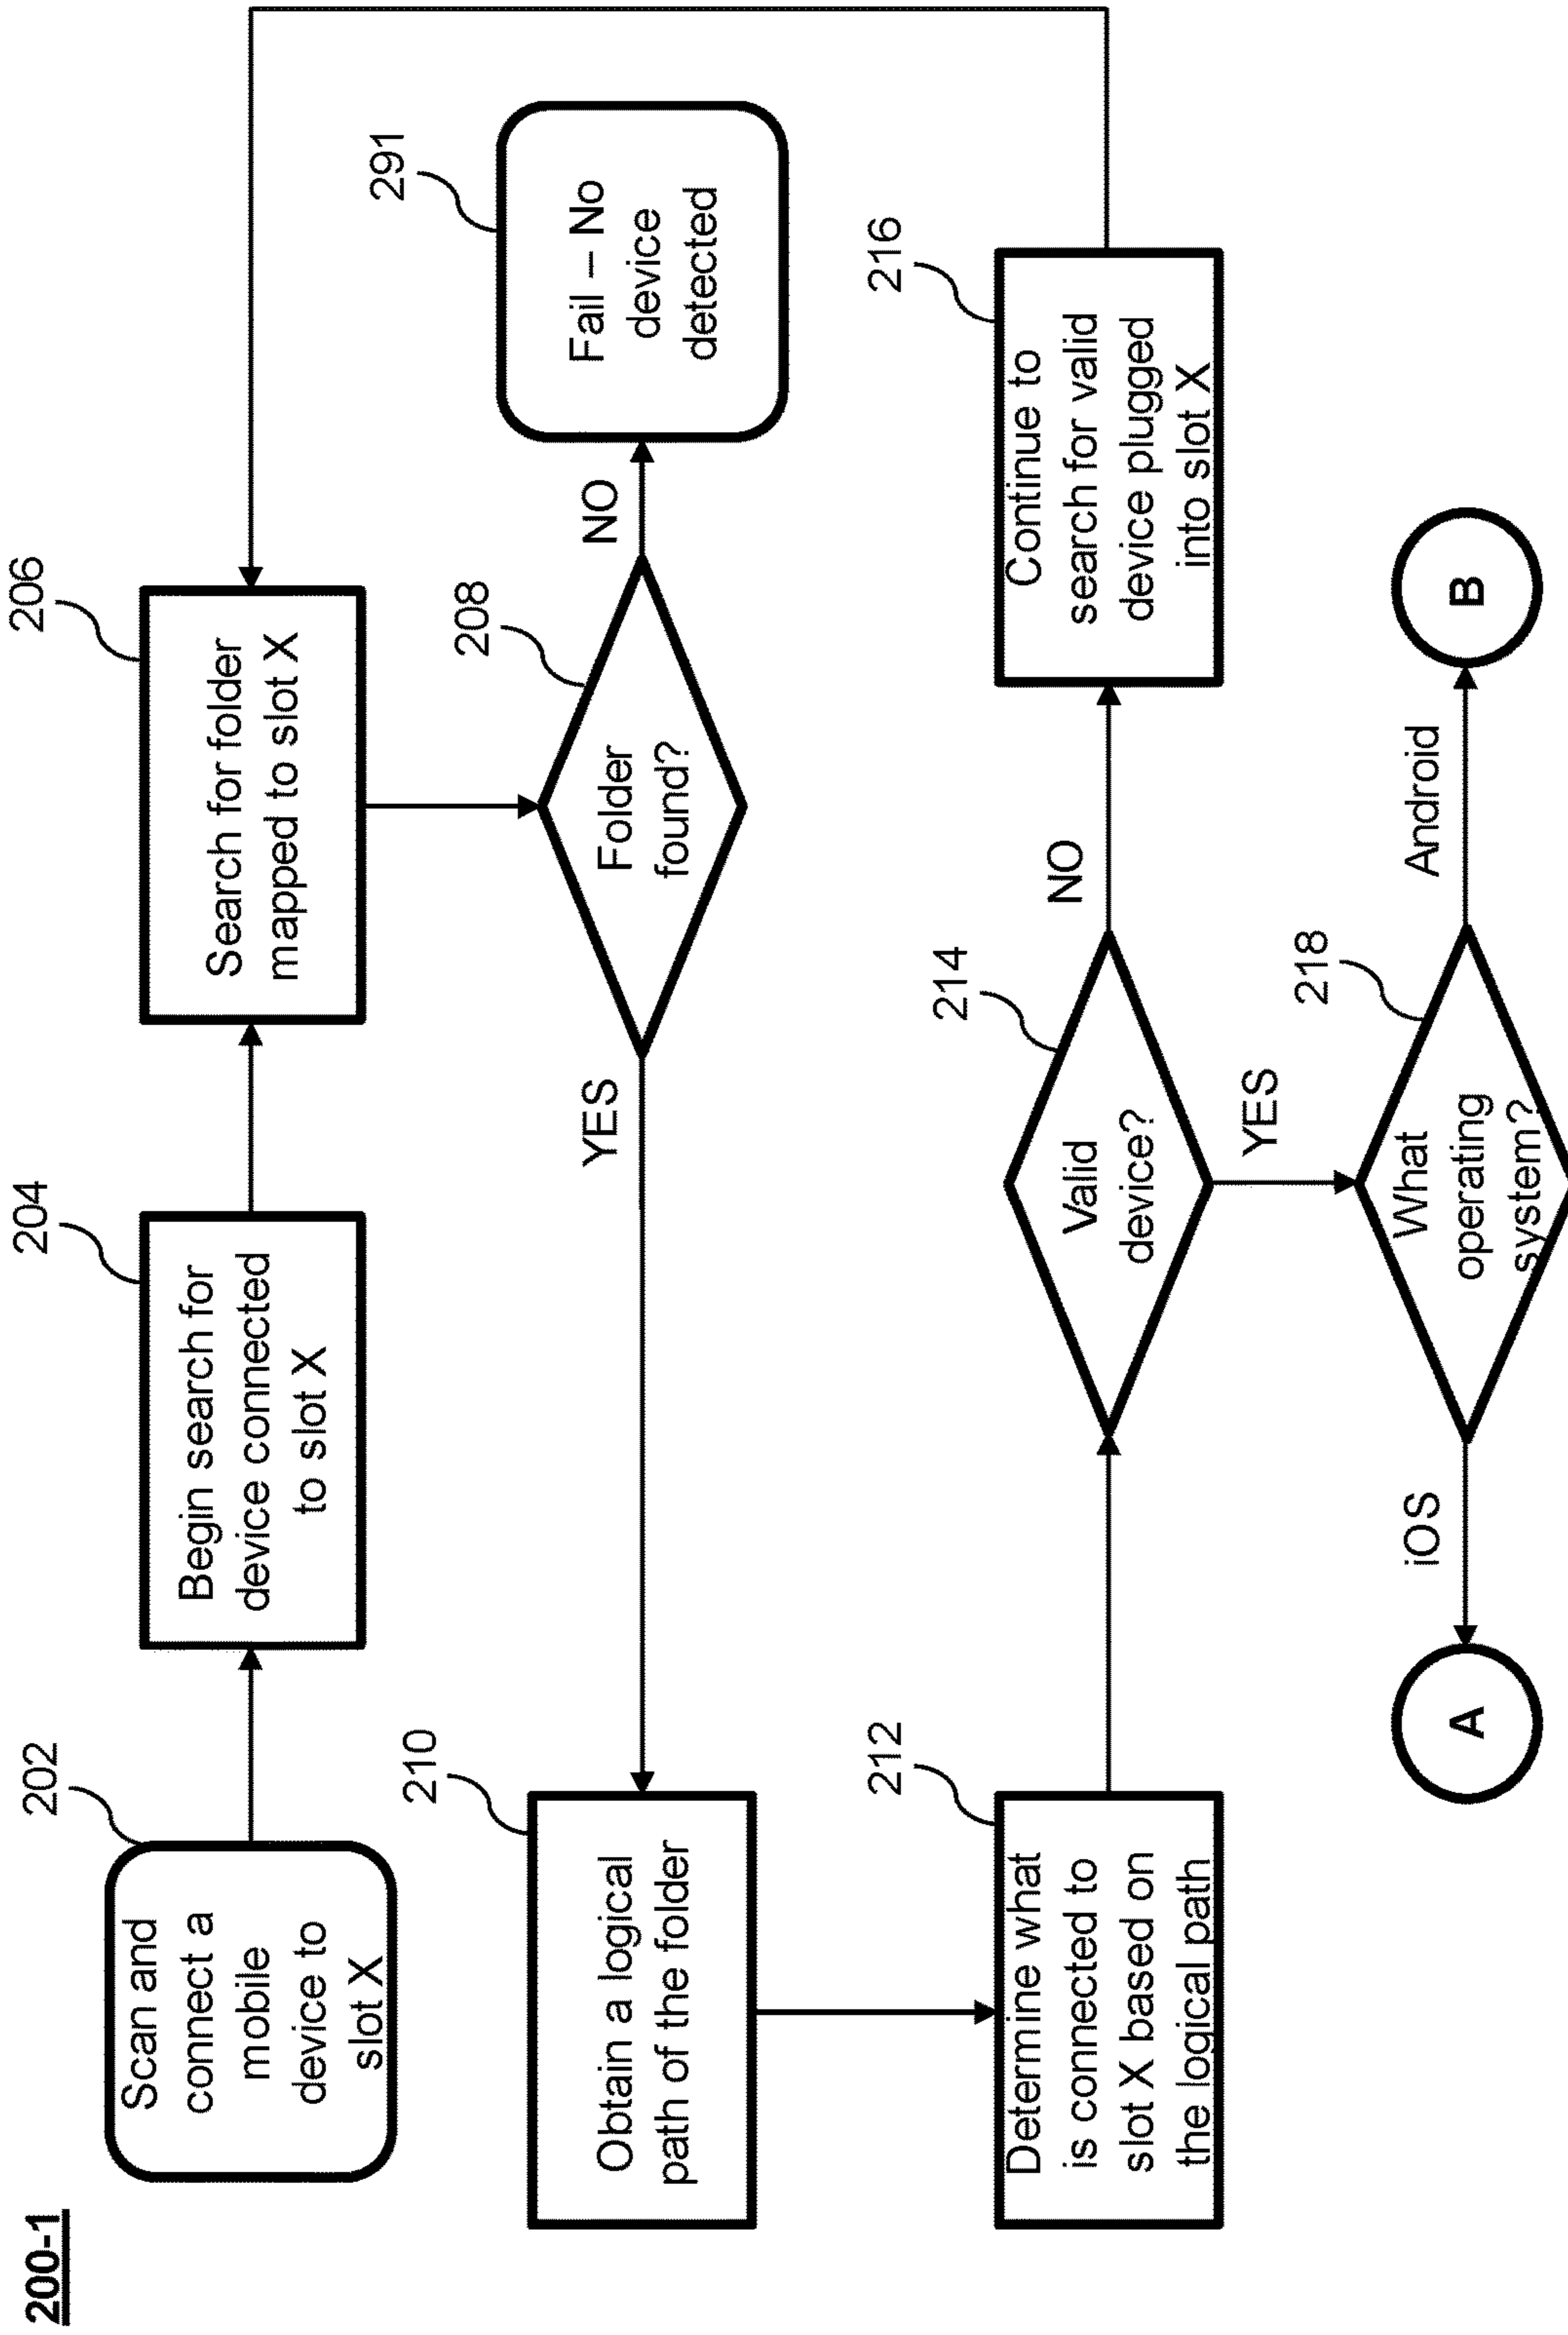 200-1
202
Scan and
connect a
mobile
device to
slot X
204
Begin search for
device connected
to slot X
206
Search for folder
mapped to slot X
208
Folder
found?
NO
291
Fail – No
device
detected
YES
210
Obtain a logical
path of the folder
212
Determine what
is connected to
slot X based on
the logical path
214
Valid
device?
NO
216
Continue to
search for valid
device plugged
into slot X
YES
218
What
operating
system?
iOS
A
Android
B